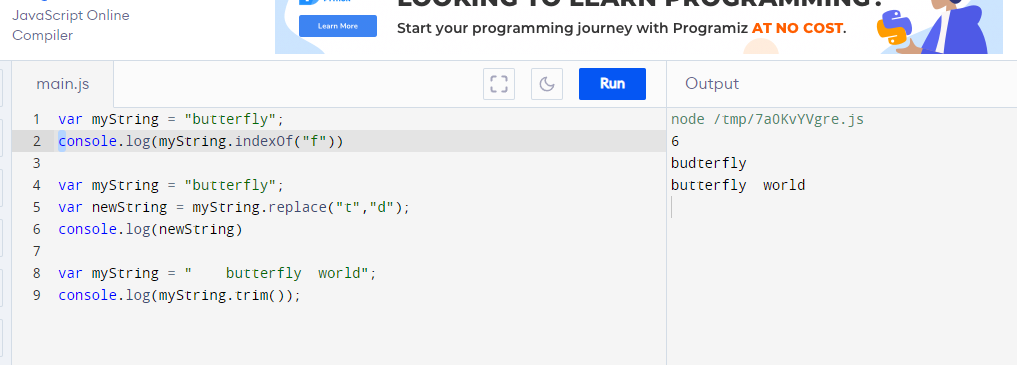 JavaScript Online
Compiler
Learn More
LOOKING TO LEARN PROGRAMMING?
Start your programming journey with Programiz AT NO COST.
main.js
Run
Output
1 var myString = "butterfly";
2 console.log(myString.indexOf("f"))
3
4 var myString = "butterfly";
5 var newString = myString.replace("t","d");
6 console.log(newString)
7
8 var myString = "    butterfly  world";
9 console.log(myString.trim());
node /tmp/7aOKvYVgre.js
6
budterfly
butterfly  world